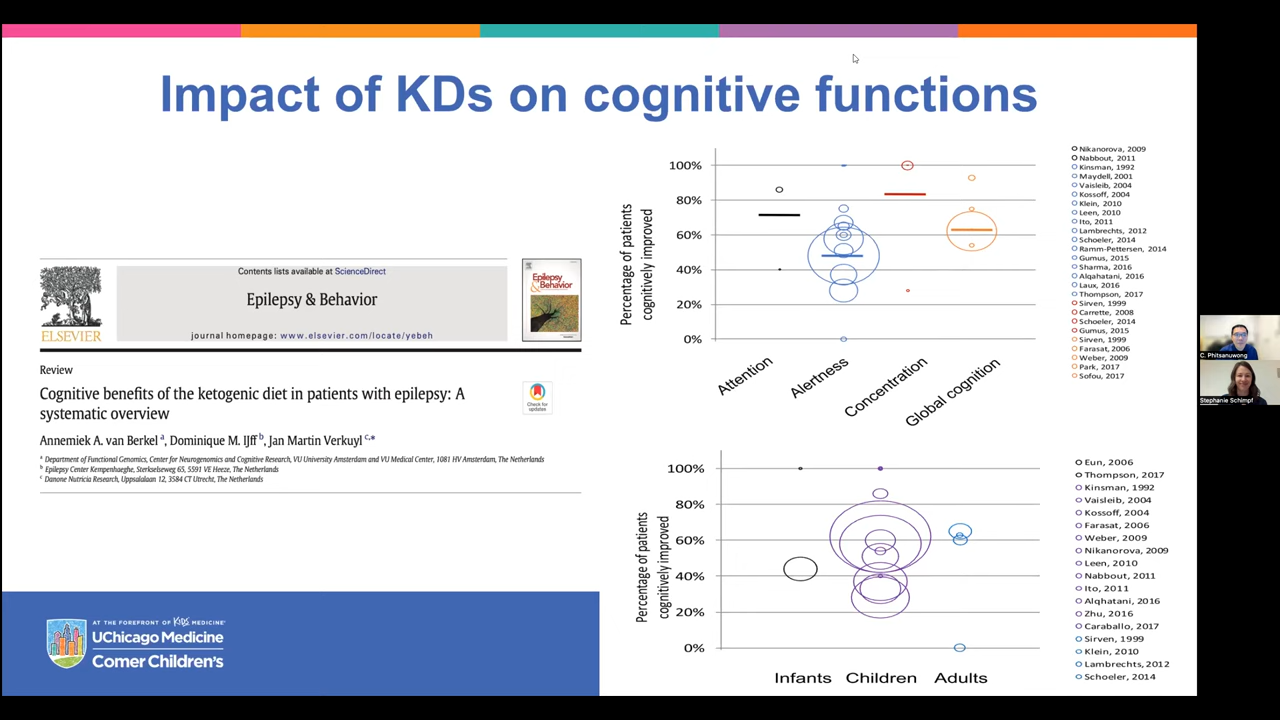 Impact of KDs on cognitive functions
Contents lists available at ScienceDirect
Epilepsy & Behavior
journal homepage: www.elsevier.com/locate/yebeh
ELSEVIER
Epilepsy
& Behavior
Review
Cognitive benefits of the ketogenic diet in patients with epilepsy: A
systematic overview
Check for
updates
Annemiek A. van Berkel a, Dominique M. IJff b, Jan Martin Verkuyl c,*
a Department of Functional Genomics, Center for Neurogenomics and Cognitive Research, VU University Amsterdam and VU Medical Center, 1081 HV Amsterdam, The Netherlands
b Epilepsy Center Kempenhaeghe, Sterkselseweg 65, 5591 VE Heeze, The Netherlands
c Danone Nutricia Research, Uppsalalaan 12, 3584 CT Utrecht, The Netherlands
AT THE FOREFRONT OF KIDS MEDICINE
UChicago Medicine
Comer Children's
Percentage of patients
cognitively improved
100%
80%
60%
40%
20%
0%
Attention
Alertness
Concentration
Global cognition
Nikanorova, 2009
Nabbout, 2011
Kinsman, 1992
Maydell, 2001
Vaisleib, 2004
Kossoff, 2004
Klein, 2010
Leen, 2010
Ito, 2011
Lambrechts, 2012
Schoeler, 2014
Ramm-Pettersen, 2014
Gumus, 2015
Sharma, 2016
Alqahatani, 2016
Laux, 2016
Thompson, 2017
Sirven, 1999
Carrette, 2008
Schoeler, 2014
Gumus, 2015
Sirven, 1999
Farasat, 2006
Weber, 2009
Park, 2017
Sofou, 2017
Percentage of patients
cognitively improved
100%
80%
60%
40%
20%
0%
Infants
Children
Adults
Eun, 2006
Thompson, 2017
Kinsman, 1992
Vaisleib, 2004
Kossoff, 2004
Farasat, 2006
Weber, 2009
Nikanorova, 2009
Leen, 2010
Nabbout, 2011
Ito, 2011
Alqhatani, 2016
Zhu, 2016
Caraballo, 2017
Sirven, 1999
Klein, 2010
Lambrechts, 2012
Schoeler, 2014
C. Phitsanuwong
Stephanie Schimpf